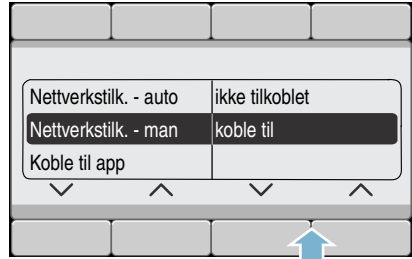 Nettverkstilk. - auto ikke tilkoblet
Nettverkstilk. - man koble til
Koble til app